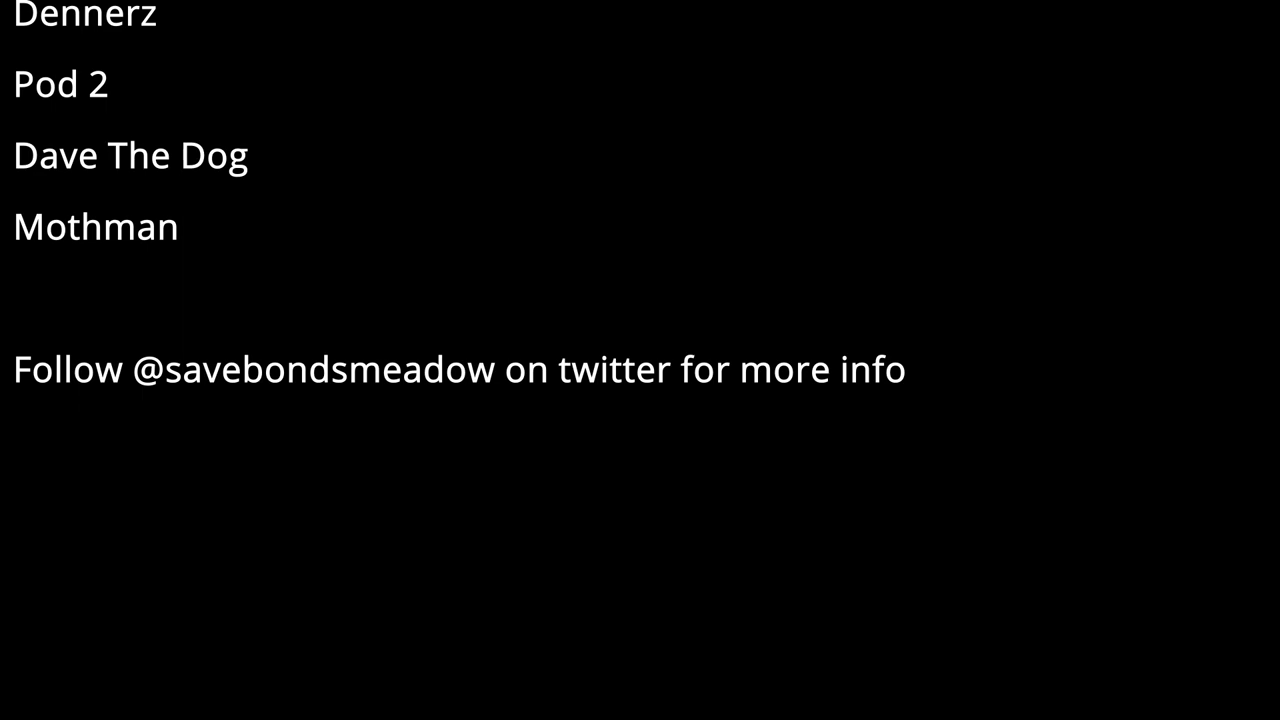 Dennerz
Pod 2
Dave The Dog
Mothman
Follow @savebondsmeadow on twitter for more info